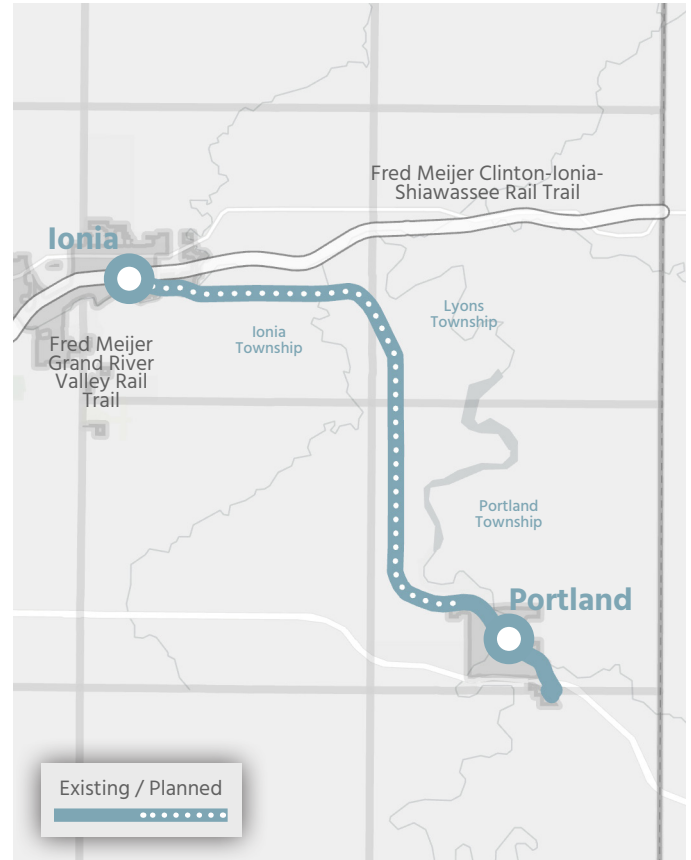 Fred Meijer Clinton-Ionia-
Shiawassee Rail Trail
Ionia
Lyons
Township
Ionia
Township
Fred Meijer
Grand River
Valley Rail
Trail
Portland
Township
Portland
Existing / Planned